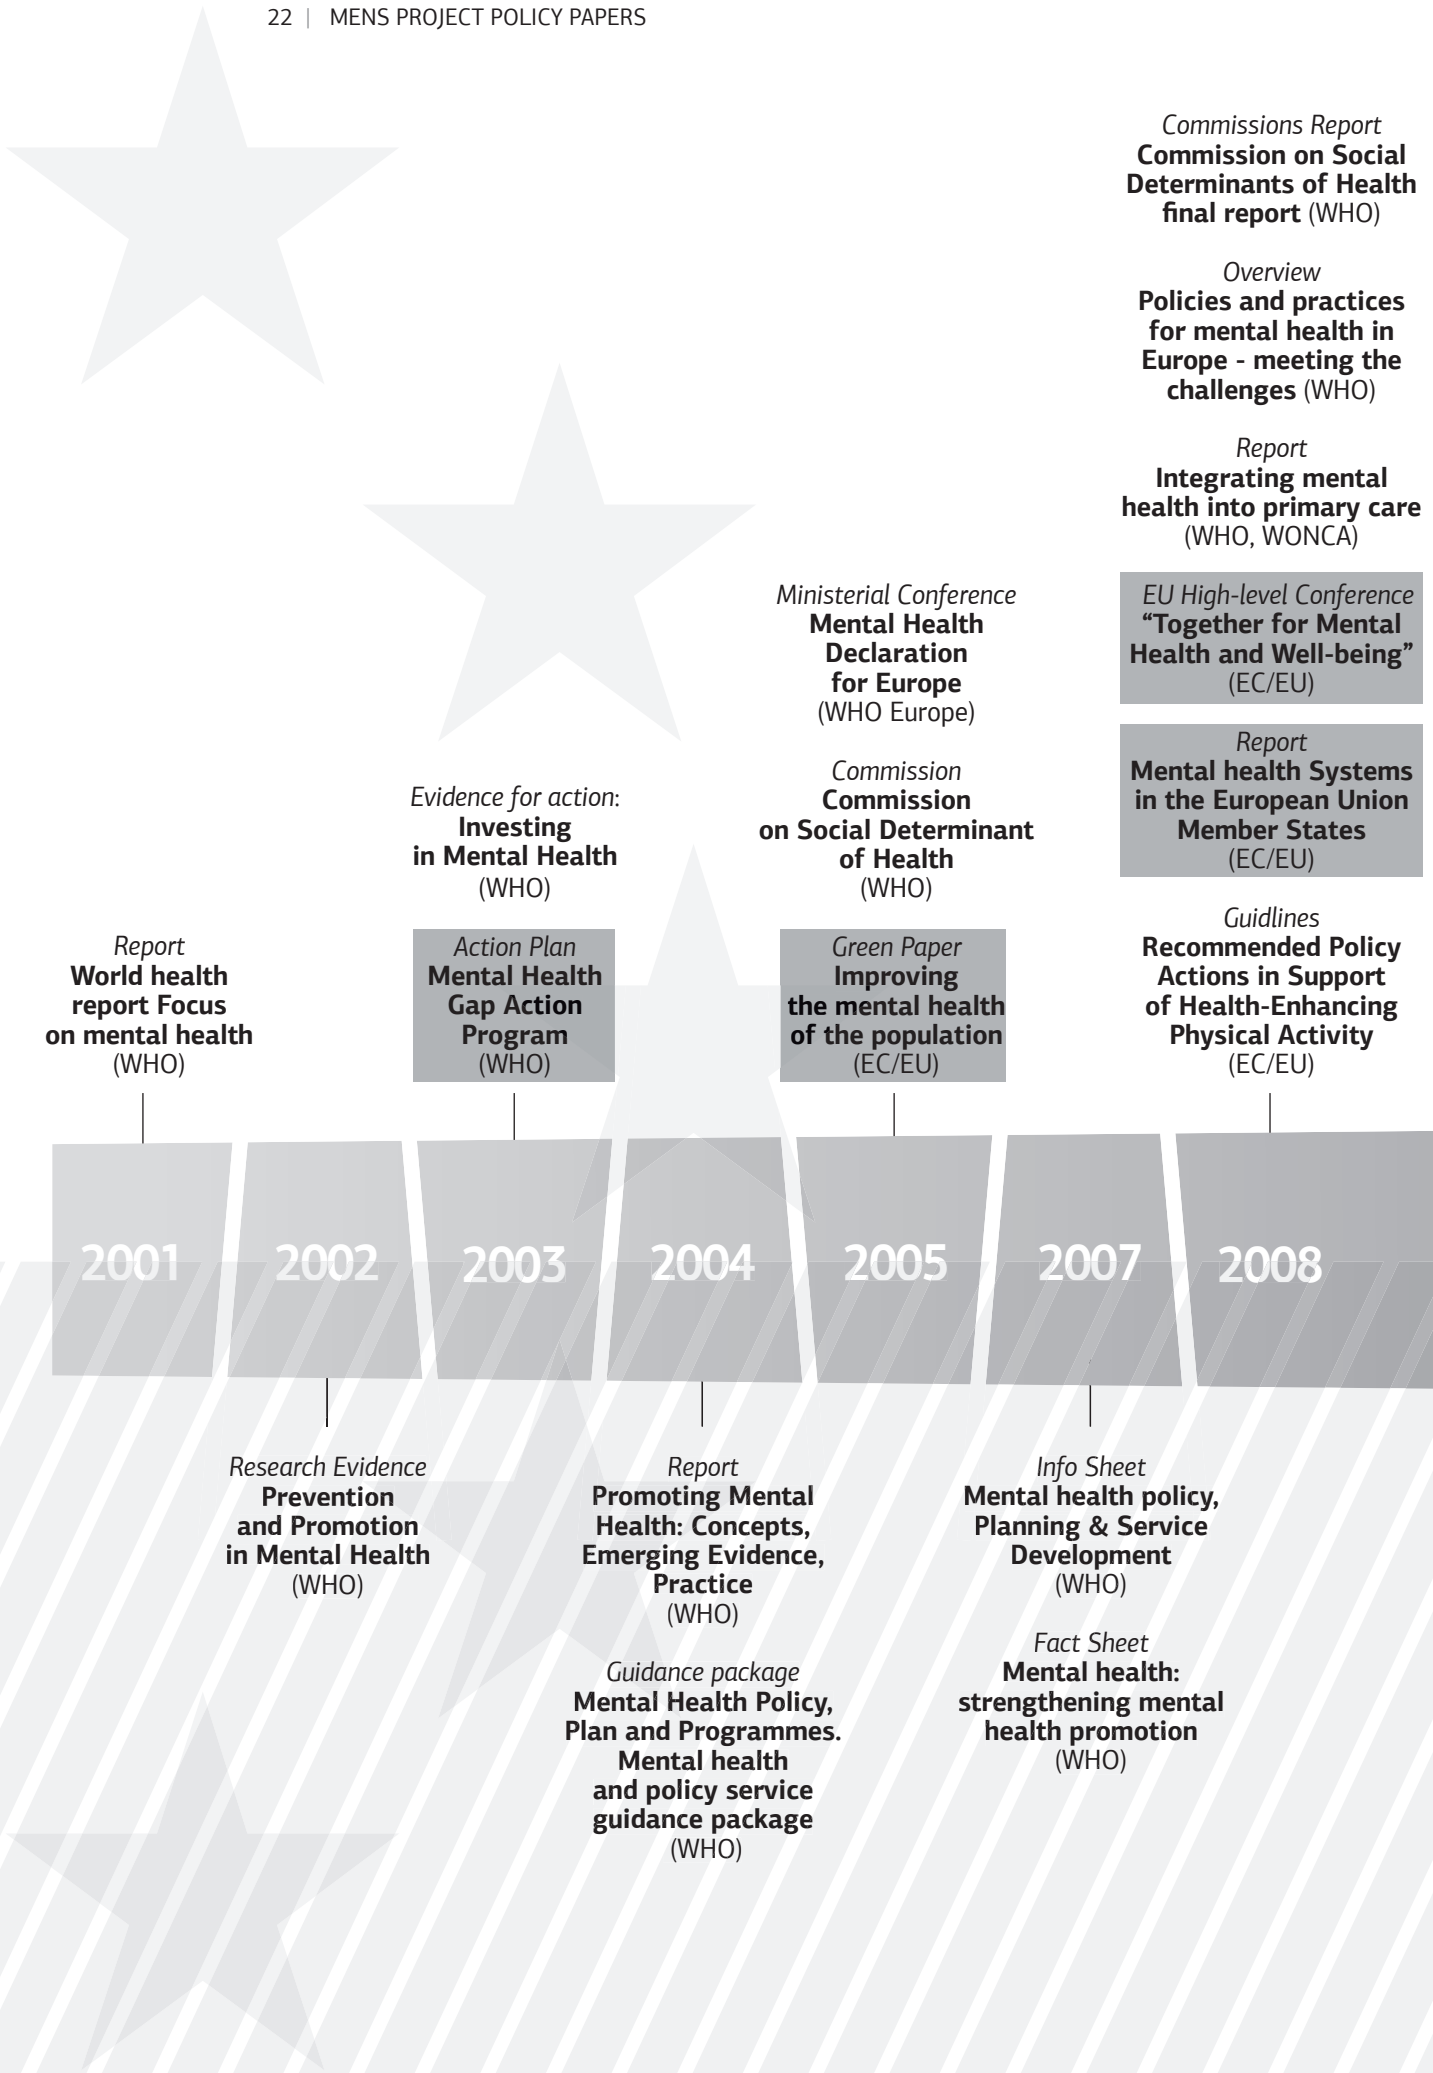 22 | MENS PROJECT POLICY PAPERS
Commissions Report
Commission on Social
Determinants of Health
final report (WHO)
Overview
Policies and practices
for mental health in
Europe - meeting the
challenges (WHO)
Report
Integrating mental
health into primary care
(WHO, WONCA)
EU High-level Conference
“Together for Mental
Health and Well-being”
(EC/EU)
Report
Mental health Systems
in the European Union
Member States
(EC/EU)
Guidlines
Recommended Policy
Actions in Support
of Health-Enhancing
Physical Activity
(EC/EU)
Ministerial Conference
Mental Health
Declaration
for Europe
(WHO Europe)
Commission
Commission
on Social Determinant
of Health
(WHO)
Green Paper
Improving
the mental health
of the population
(EC/EU)
Evidence for action:
Investing
in Mental Health
(WHO)
Action Plan
Mental Health
Gap Action
Program
(WHO)
Report
World health
report Focus
on mental health
(WHO)
2001 2002 2003 2004 2005 2007 2008
Research Evidence
Prevention
and Promotion
in Mental Health
(WHO)
Report
Promoting Mental
Health: Concepts,
Emerging Evidence,
Practice
(WHO)
Guidance package
Mental Health Policy,
Plan and Programmes.
Mental health
and policy service
guidance package
(WHO)
Info Sheet
Mental health policy,
Planning & Service
Development
(WHO)
Fact Sheet
Mental health:
strengthening mental
health promotion
(WHO)